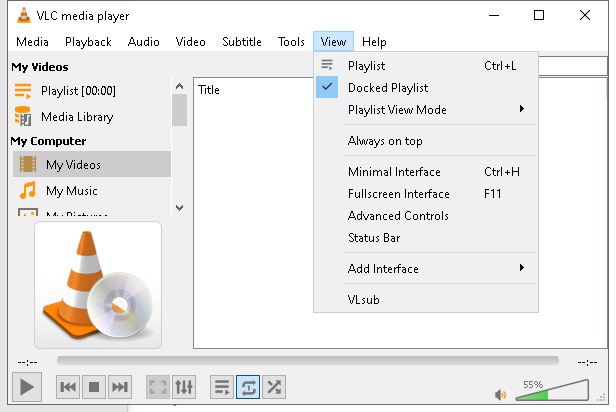 VLC media player
Media Playback Audio Video Subtitle Tools View Help
My Videos
Playlist [00:00]
Media Library
My Computer
My Videos
My Music
My Pictures
Title
Playlist Ctrl+L
Docked Playlist
Playlist View Mode
Always on top
Minimal Interface Ctrl+H
Fullscreen Interface F11
Advanced Controls
Status Bar
Add Interface
VLsub
--:-- --:--
55%